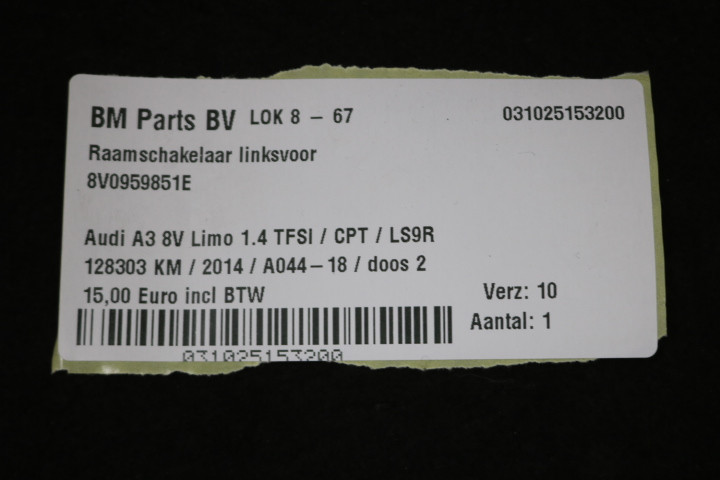 BM Parts BV LOK 8 – 67 031025153200
Raamschakelaar linksvoor
8V0959851E
Audi A3 8V Limo 1.4 TFSI / CPT / LS9R
128303 KM / 2014 / A044–18 / doos 2
15,00 Euro incl BTW Verz: 10
Aantal: 1
031025153200